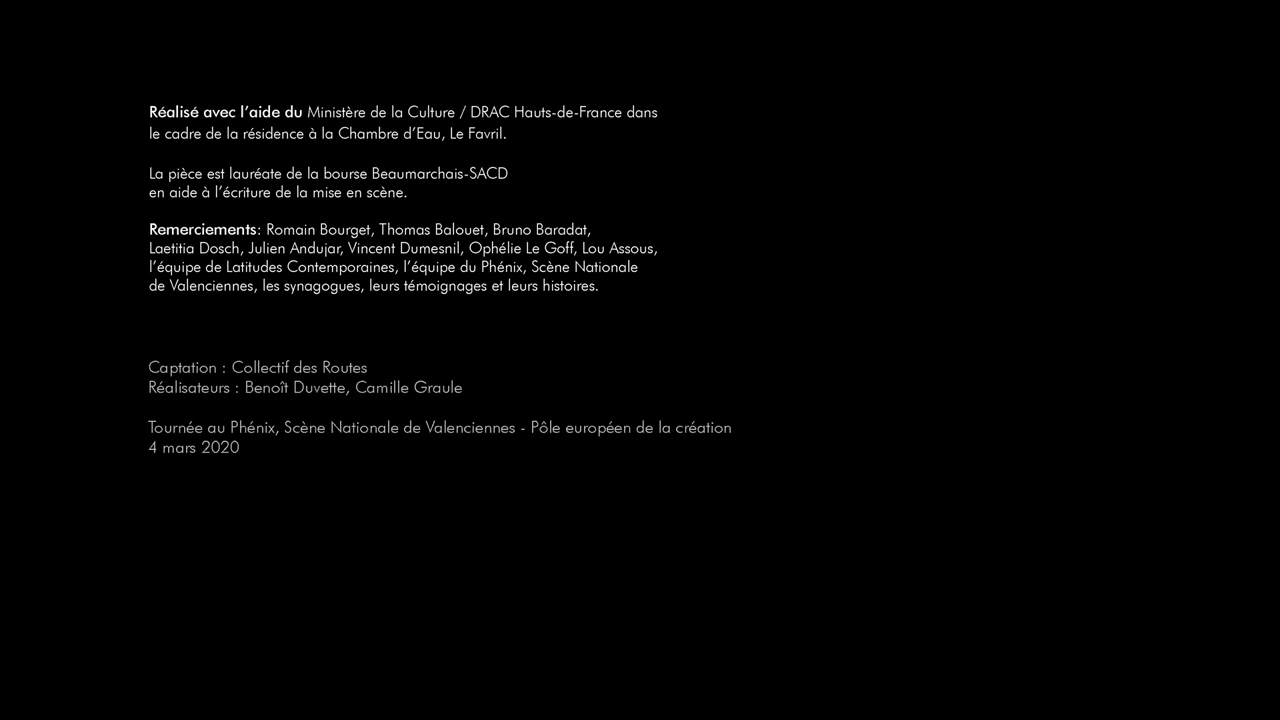 Réalisé avec l’aide du Ministère de la Culture / DRAC Hauts-de-France dans
le cadre de la résidence à la Chambre d’Eau, Le Favril.
La pièce est lauréate de la bourse Beaumarchais-SACD
en aide à l’écriture de la mise en scène.
Remerciements: Romain Bourget, Thomas Balouet, Bruno Baradat,
Laetitia Dosch, Julien Andujar, Vincent Dumesnil, Ophélie Le Goff, Lou Assous,
l’équipe de Latitudes Contemporaines, l’équipe du Phénix, Scène Nationale
de Valenciennes, les synagogues, leurs témoignages et leurs histoires.
Captation : Collectif des Routes
Réalisateurs : Benoît Duvette, Camille Graule
Tournée au Phénix, Scène Nationale de Valenciennes - Pôle européen de la création
4 mars 2020